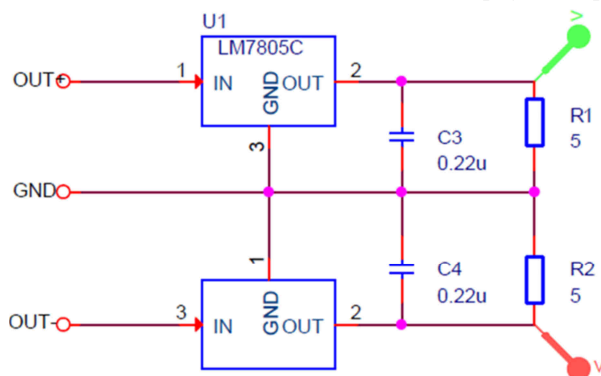 U1
LM7805C
V
OUT+
1
IN
GND
OUT
2
3
C3
0.22u
R1
5
GND
1
C4
0.22u
R2
5
OUT-
3
IN
GND
OUT
2
V